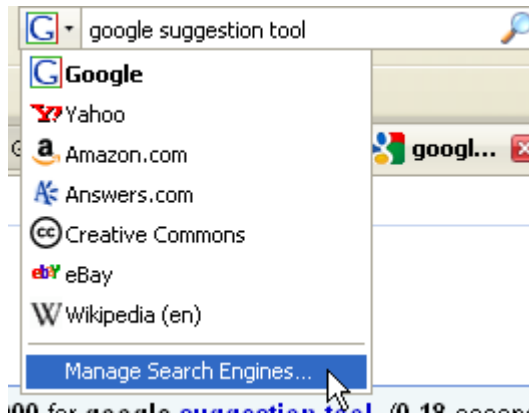 google suggestion tool
Google
Yahoo
Amazon.com
googl...
Answers.com
Creative Commons
eBay
Wikipedia (en)
Manage Search Engines...
for google suggestion tool (0.18